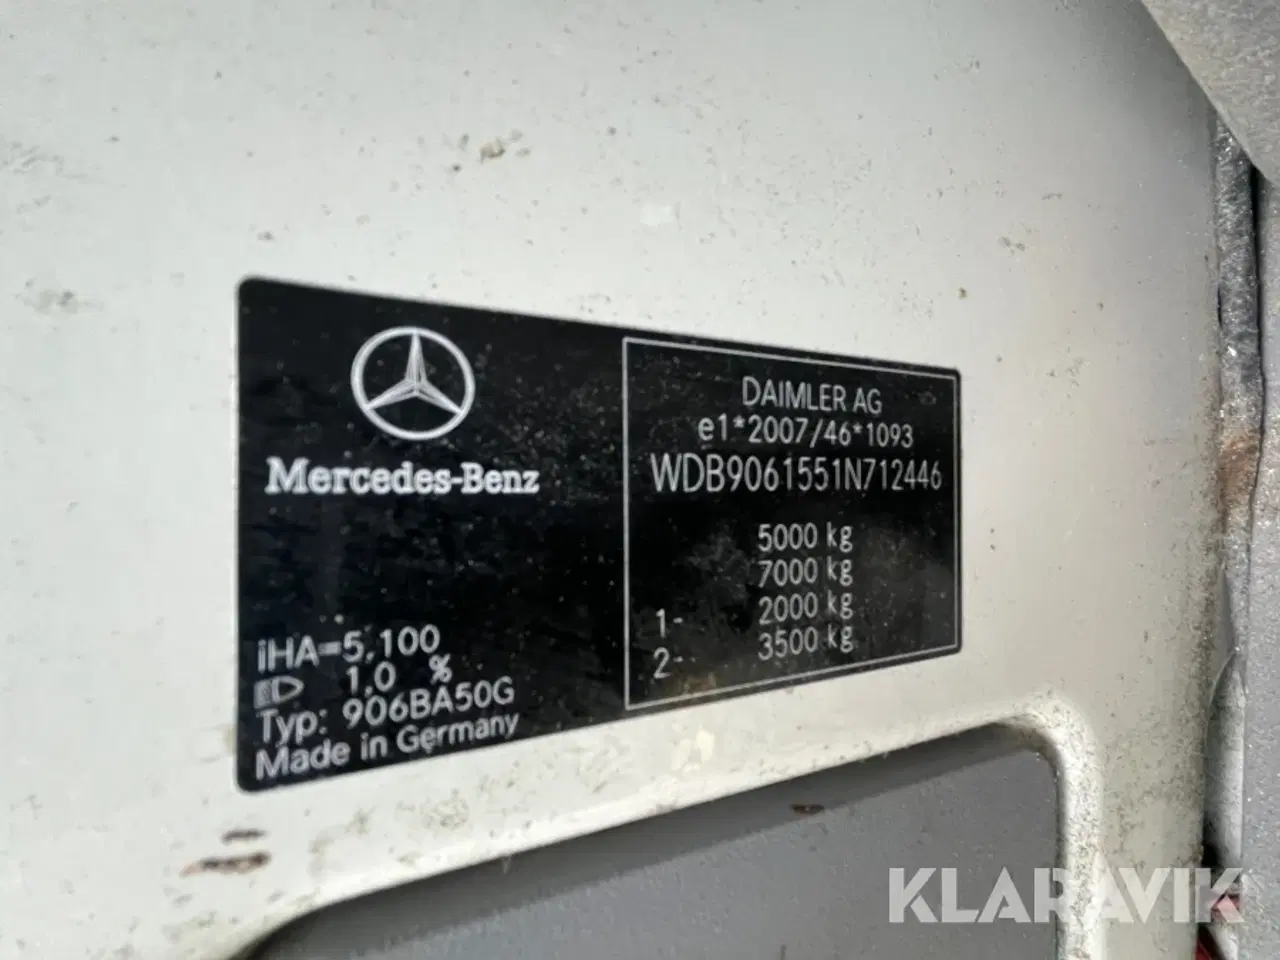 Mercedes-Benz
iHA=5,100
1,0 %
Typ: 906BA50G
Made in Germany
DAIMLER AG
e1*2007/46*1093
WDB9061551N712446
5000 kg
7000 kg
1- 2000 kg
2- 3500 kg
KLARAVIK